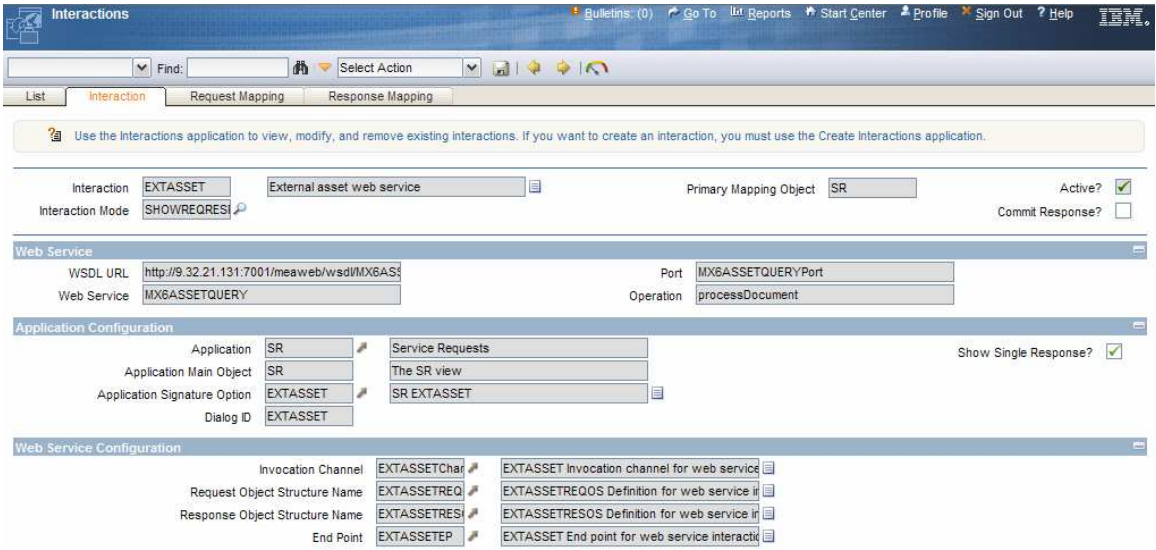 Interactions
Bulletins: (0) Go To Reports Start Center Profile Sign Out ? Help IBM.
Find: Select Action
List Interaction Request Mapping Response Mapping
Use the Interactions application to view, modify, and remove existing interactions. If you want to create an interaction, you must use the Create Interactions application.
Interaction EXTASSET External asset web service Primary Mapping Object SR Active?
Interaction Mode SHOWREQRESI Commit Response?
Web Service
WSDL URL http://9.32.21.131:7001/meaweb/wsdl/MX6ASS Port MX6ASSETQUERYPort
Web Service MX6ASSETQUERY Operation processDocument
Application Configuration
Application SR Service Requests Show Single Response?
Application Main Object SR The SR view
Application Signature Option EXTASSET SR EXTASSET
Dialog ID EXTASSET
Web Service Configuration
Invocation Channel EXTASSETChar EXTASSET Invocation channel for web service
Request Object Structure Name EXTASSETREQ EXTASSETREQOS Definition for web service in
Response Object Structure Name EXTASSETRES EXTASSETRESOS Definition for web service in
End Point EXTASSETEP EXTASSET End point for web service interactio